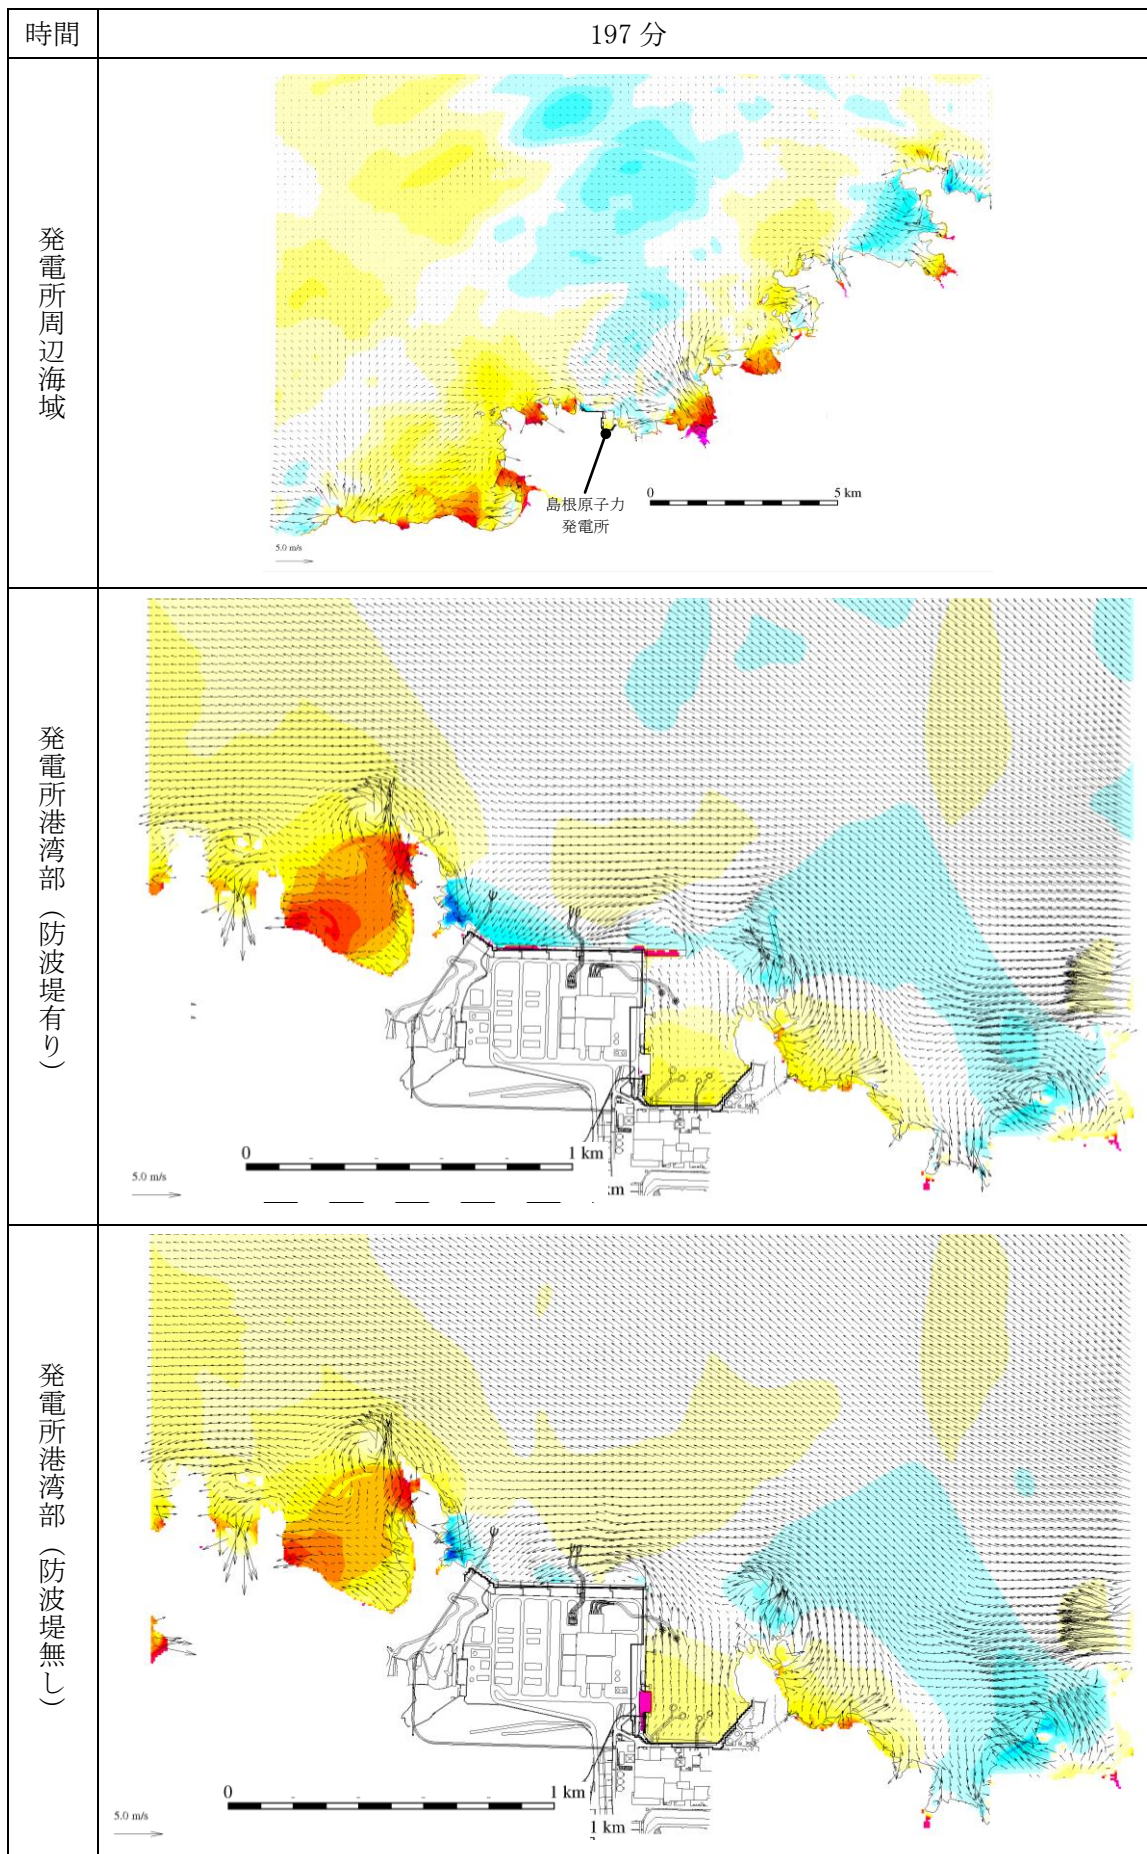 時間
197 分
発電所周辺海域
島根原子力
発電所
0
5 km
5.0 m/s
発電所港湾部（防波堤有り）
0
1 km
5.0 m/s
発電所港湾部（防波堤無し）
0
1 km
5.0 m/s
1 km